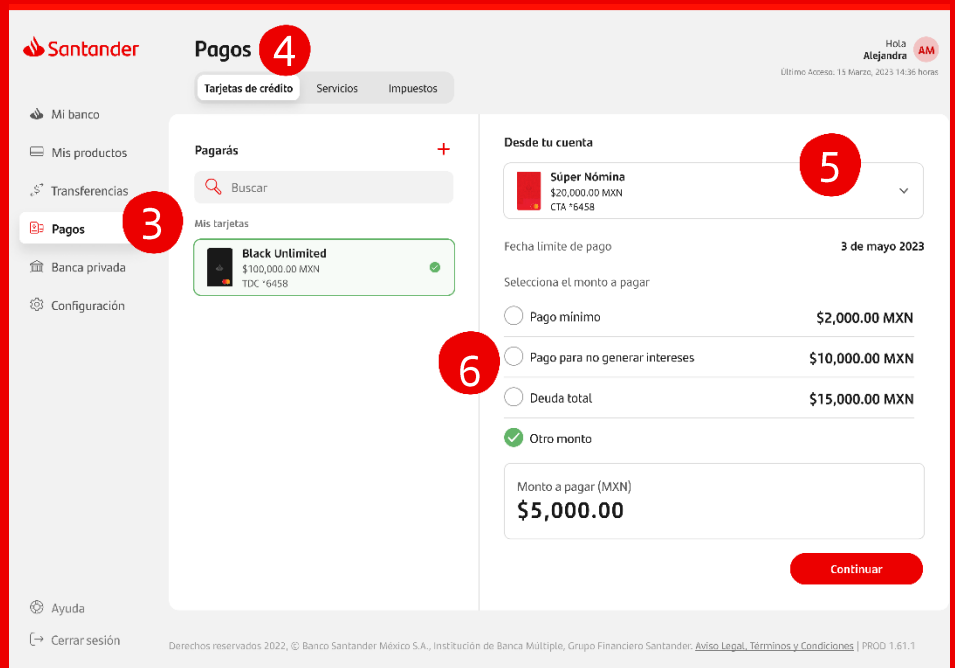 Santander
Pagos
4
Hola
Alejandra
AM
Último Acceso. 15 Marzo, 2023 14:36 horas
Tarjetas de crédito
Servicios
Impuestos
Mi banco
Mis productos
Transferencias
Pagos
3
Banca privada
Configuración
Ayuda
Cerrar sesión
Pagarás
+
Buscar
Mis tarjetas
Black Unlimited
$100,000.00 MXN
TDC *6458
Desde tu cuenta
5
Súper Nómina
$20,000.00 MXN
CTA *6458
Fecha límite de pago 3 de mayo 2023
Selecciona el monto a pagar
Pago mínimo $2,000.00 MXN
6
Pago para no generar intereses $10,000.00 MXN
Deuda total $15,000.00 MXN
Otro monto
Monto a pagar (MXN)
$5,000.00
Continuar
Derechos reservados 2022, © Banco Santander México S.A., Institución de Banca Múltiple, Grupo Financiero Santander. Aviso Legal, Términos y Condiciones | PROD 1.61.1